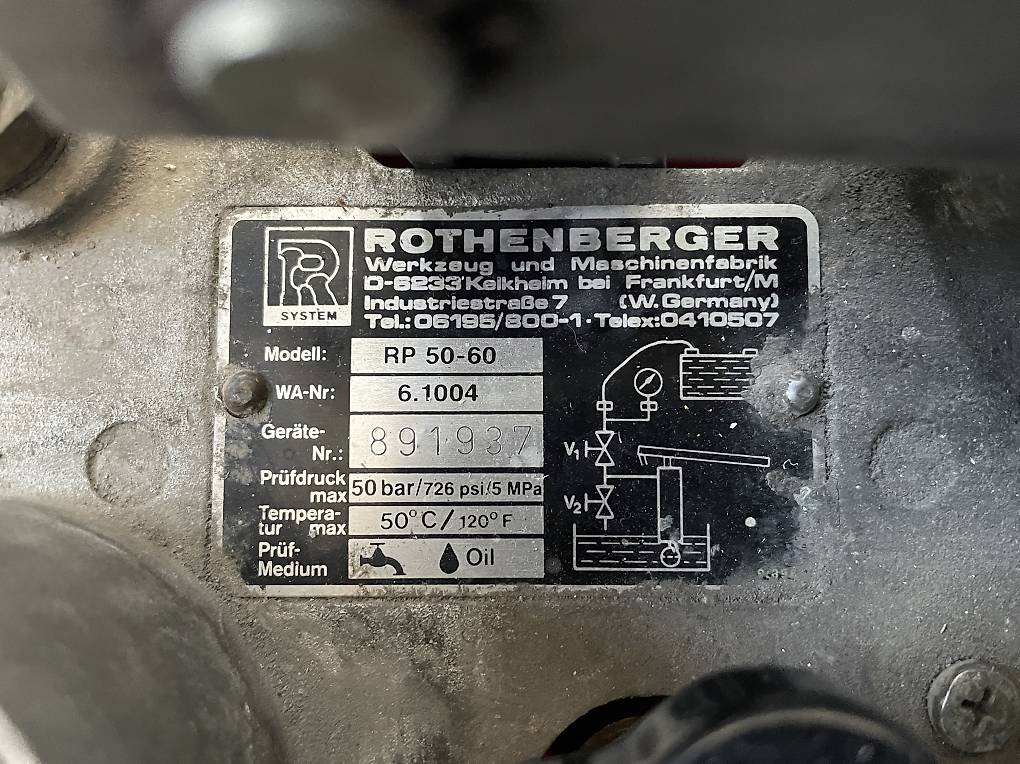 R
SYSTEM
ROTHENBERGER
Werkzeug und Maschinenfabrik
D-6233 Kelkheim bei Frankfurt/M
Industriestraße 7 (W. Germany)
Tel.: 06195/800-1 · Telex: 0410507
Modell: RP 50-60
WA-Nr: 6.1004
Geräte-
Nr.: 891937
Prüfdruck
max 50 bar/726 psi/5 MPa
Tempera-
tur max 50°C/120°F
Prüf-
Medium Oil
V1
V2